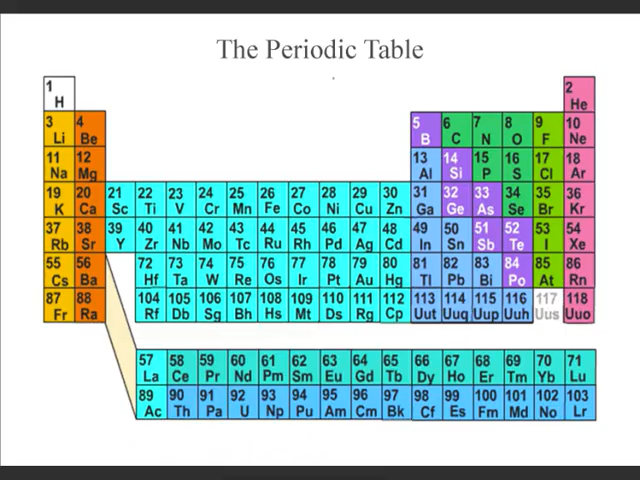 The Periodic Table
1 2
H He
3 4 5 6 7 8 9 10
Li Be B C N O F Ne
11 12 13 14 15 16 17 18
Na Mg Al Si P S Cl Ar
19 20 21 22 23 24 25 26 27 28 29 30 31 32 33 34 35 36
K Ca Sc Ti V Cr Mn Fe Co Ni Cu Zn Ga Ge As Se Br Kr
37 38 39 40 41 42 43 44 45 46 47 48 49 50 51 52 53 54
Rb Sr Y Zr Nb Mo Tc Ru Rh Pd Ag Cd In Sn Sb Te I Xe
55 56 72 73 74 75 76 77 78 79 80 81 82 83 84 85 86
Cs Ba Hf Ta W Re Os Ir Pt Au Hg Tl Pb Bi Po At Rn
87 88 104 105 106 107 108 109 110 111 112 113 114 115 116 117 118
Fr Ra Rf Db Sg Bh Hs Mt Ds Rg Cp Uut Uuq Uup Uuh Uus Uuo
57 58 59 60 61 62 63 64 65 66 67 68 69 70 71
La Ce Pr Nd Pm Sm Eu Gd Tb Dy Ho Er Tm Yb Lu
89 90 91 92 93 94 95 96 97 98 99 100 101 102 103
Ac Th Pa U Np Pu Am Cm Bk Cf Es Fm Md No Lr